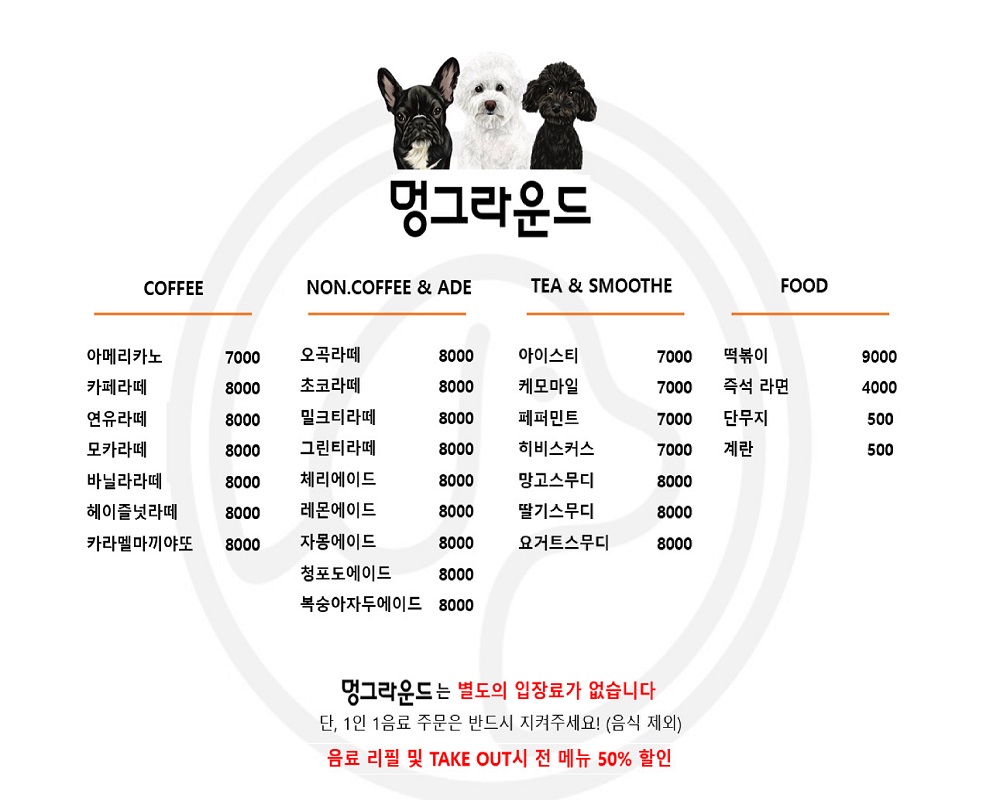 멍그라운드
COFFEE
아메리카노 7000
카페라떼 8000
연유라떼 8000
모카라떼 8000
바닐라라떼 8000
헤이즐넛라떼 8000
카라멜마끼야또 8000
NON.COFFEE & ADE
오곡라떼 8000
초코라떼 8000
밀크티라떼 8000
그린티라떼 8000
체리에이드 8000
레몬에이드 8000
자몽에이드 8000
청포도에이드 8000
복숭아자두에이드 8000
TEA & SMOOTHE
아이스티 7000
케모마일 7000
페퍼민트 7000
히비스커스 7000
망고스무디 8000
딸기스무디 8000
요거트스무디 8000
FOOD
떡볶이 9000
즉석 라면 4000
단무지 500
계란 500
멍그라운드는 별도의 입장료가 없습니다
단, 1인 1음료 주문은 반드시 지켜주세요! (음식 제외)
음료 리필 및 TAKE OUT시 전 메뉴 50% 할인